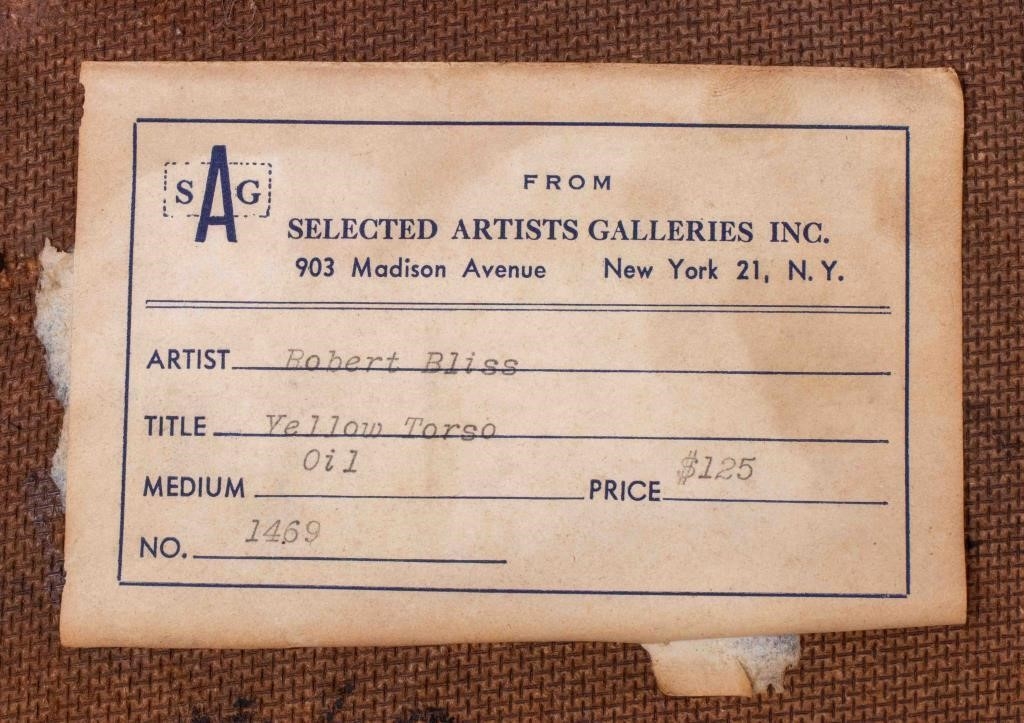 SAG
FROM
SELECTED ARTISTS GALLERIES INC.
903 Madison Avenue New York 21, N.Y.
ARTIST Robert Bliss
TITLE Yellow Torso
MEDIUM Oil PRICE $125
NO. 1469